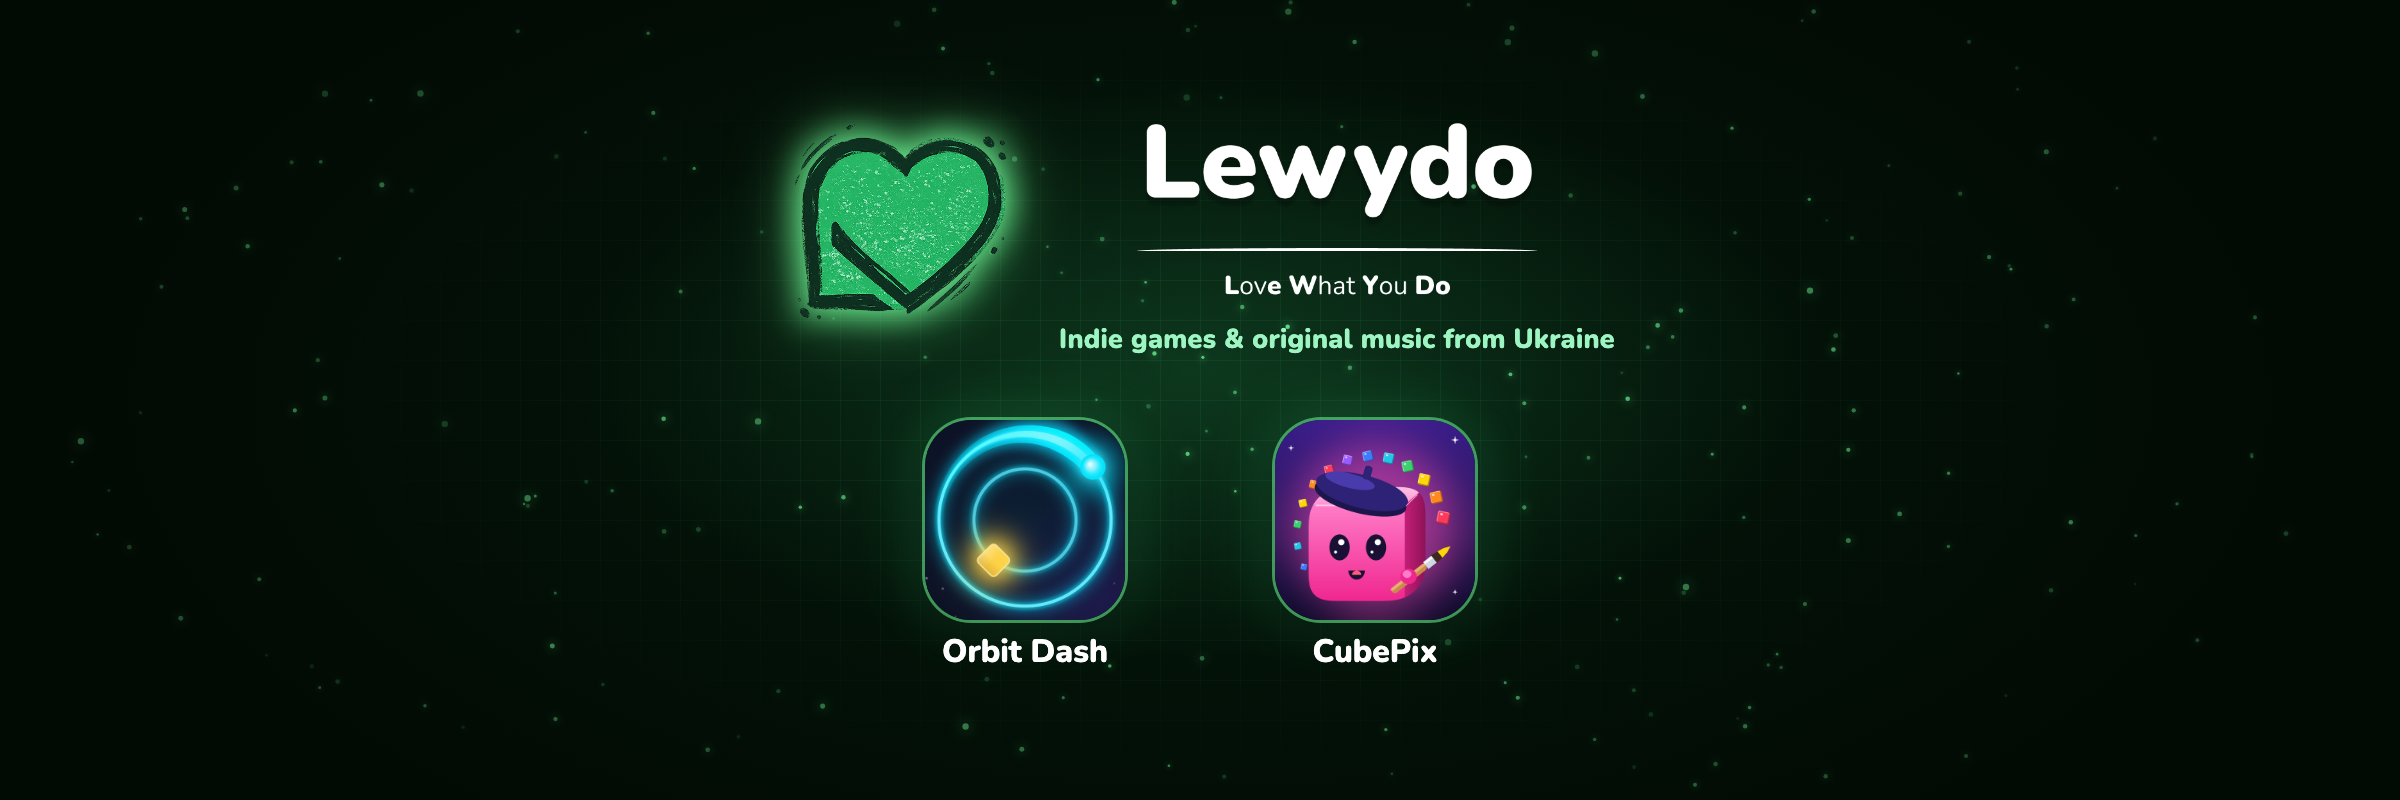 Lewydo
Love What You Do
Indie games & original music from Ukraine
Orbit Dash
CubePix